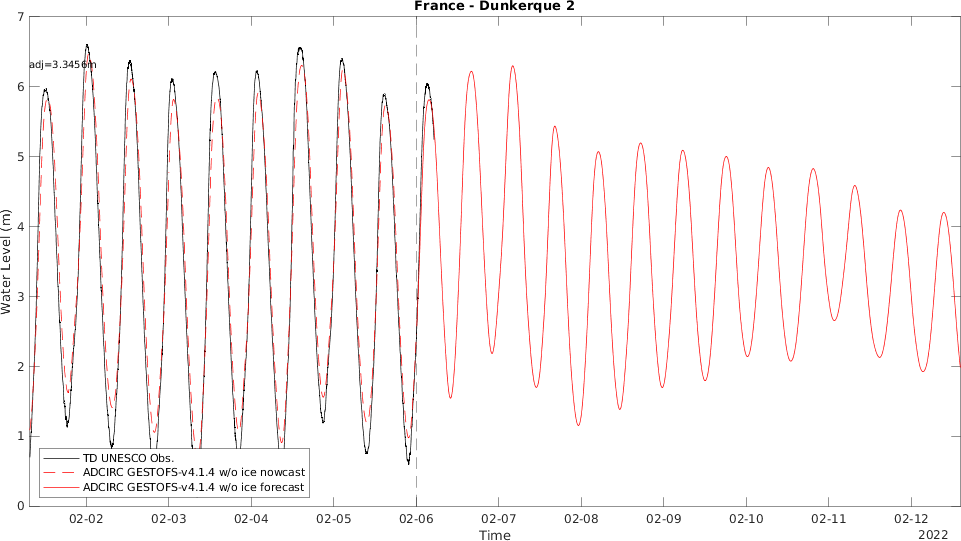 France - Dunkerque 2
7
adj=3.3456m
6
5
4
3
2
1
0
Water Level (m)
TD UNESCO Obs.
ADCIRC GESTOFS-v4.1.4 w/o ice nowcast
ADCIRC GESTOFS-v4.1.4 w/o ice forecast
02-02 02-03 02-04 02-05 02-06 02-07 02-08 02-09 02-10 02-11 02-12
Time
2022